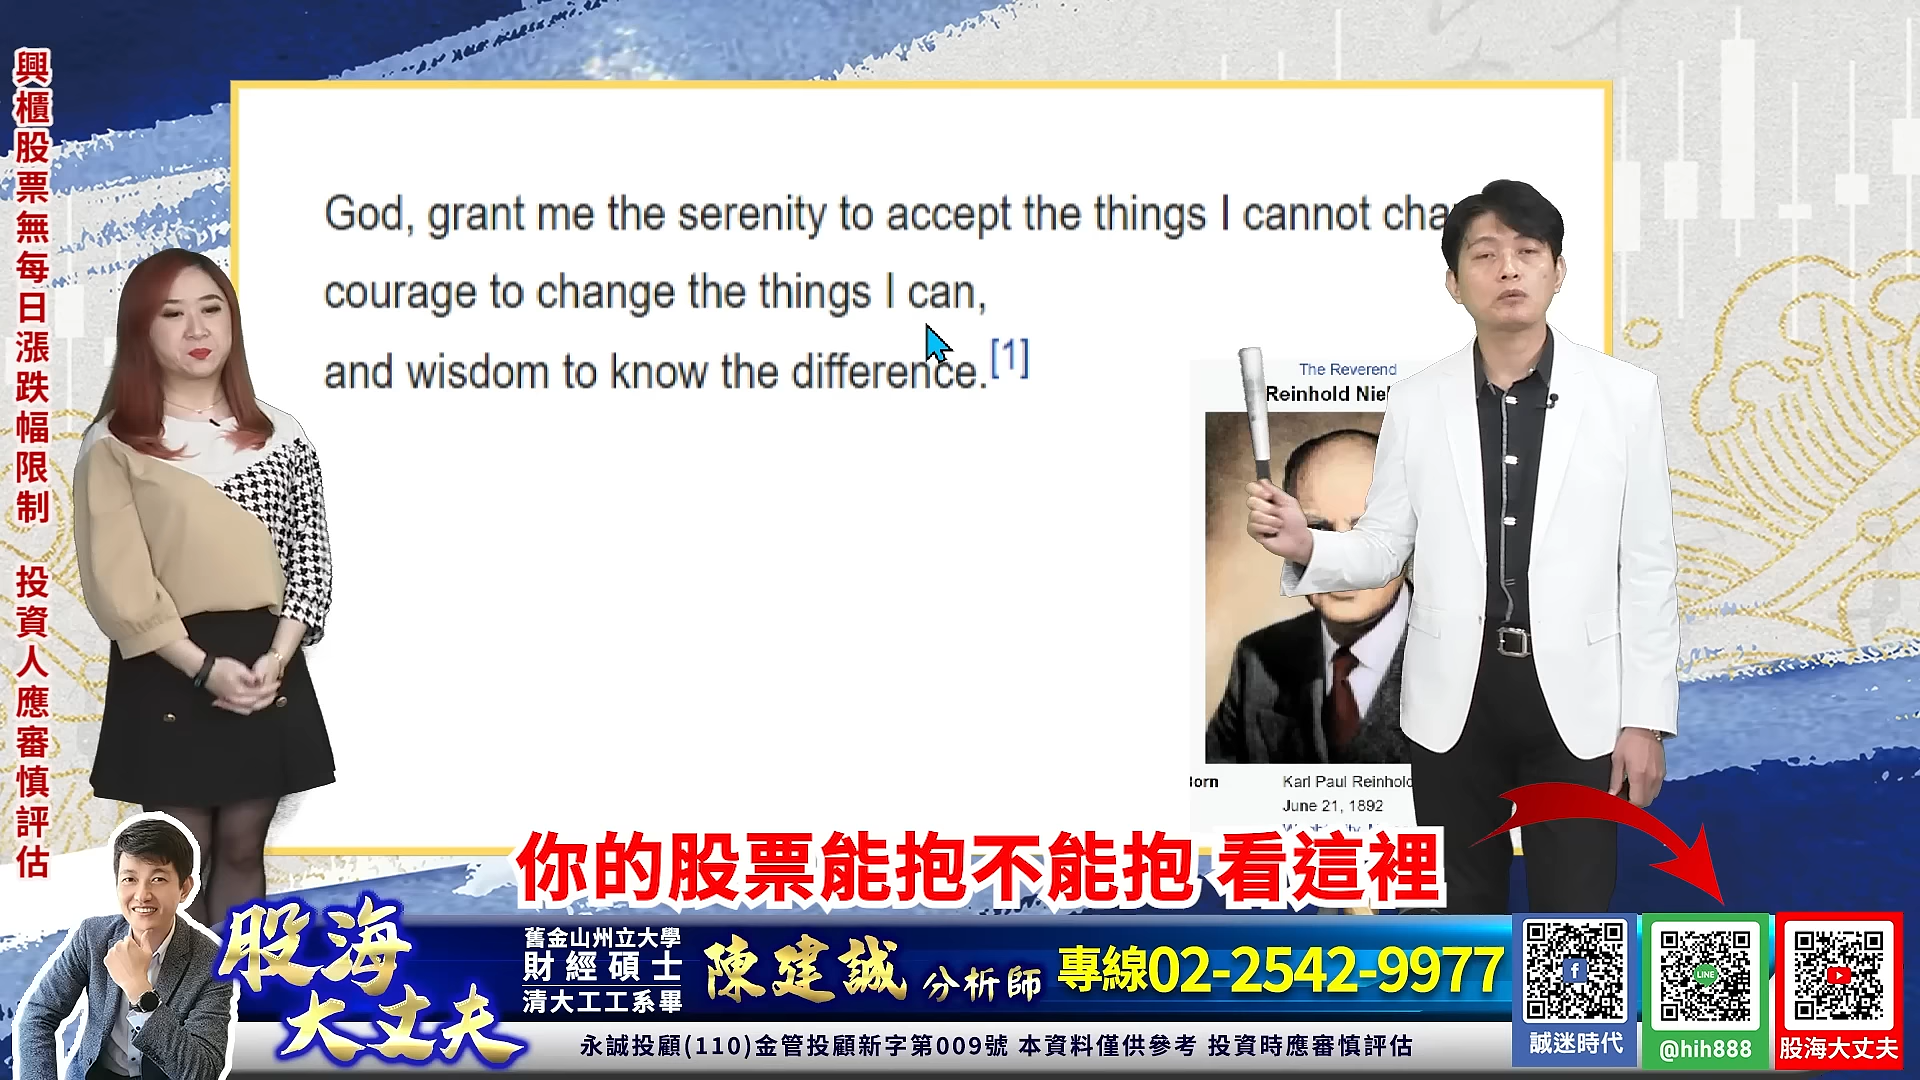 興櫃股票無每日漲跌幅限制 投資人應審慎評估
God, grant me the serenity to accept the things I cannot cha
courage to change the things I can,
and wisdom to know the difference.[1]
The Reverend
Reinhold Nie
Born
Karl Paul Reinhold
June 21, 1892
你的股票能抱不能抱 看這裡
股海
大丈夫
舊金山州立大學
財經碩士
清大工工系畢
陳建誠 分析師
專線02-2542-9977
永誠投顧(110)金管投顧新字第009號 本資料僅供參考 投資時應審慎評估
誠迷時代
LINE
@hih888
股海大丈夫